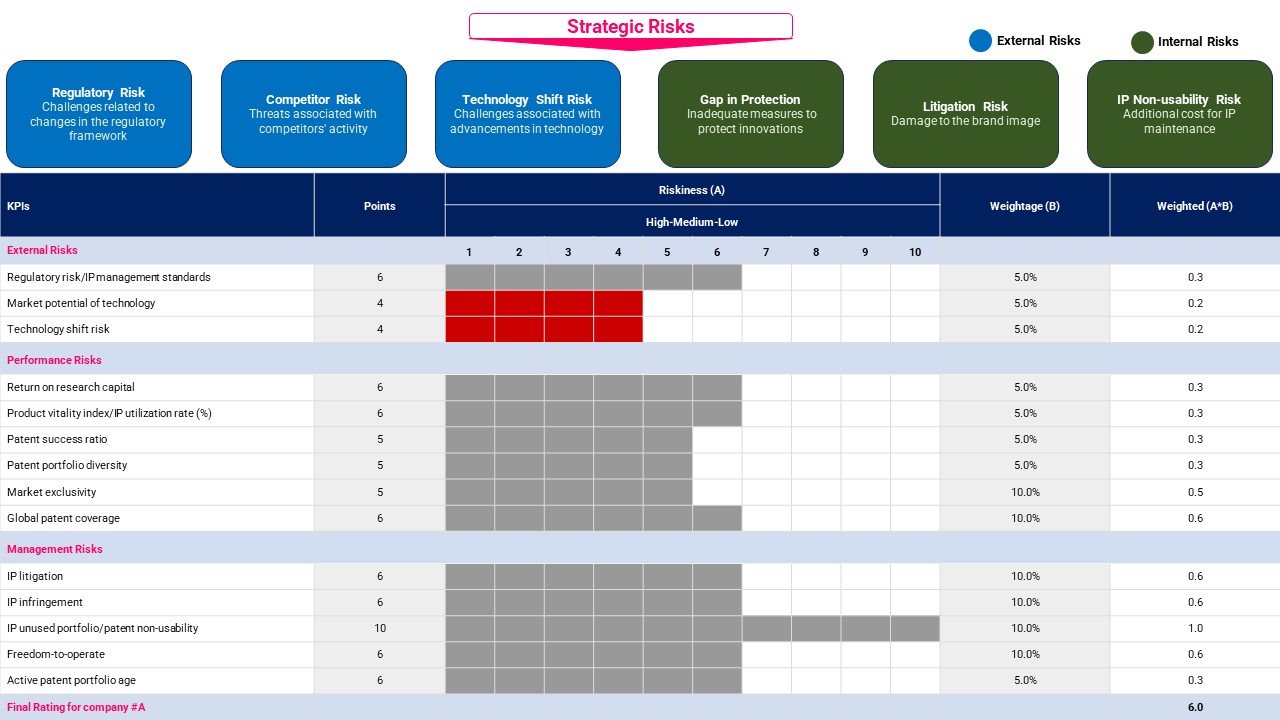 Strategic Risks
External Risks
Internal Risks
Regulatory Risk
Challenges related to
changes in the regulatory
framework
Competitor Risk
Threats associated with
competitors' activity
Technology Shift Risk
Challenges associated with
advancements in technology
Gap in Protection
Inadequate measures to
protect innovations
Litigation Risk
Damage to the brand image
IP Non-usability Risk
Additional cost for IP
maintenance
KPIs Points Riskiness (A) Weightage (B) Weighted (A*B)
High-Medium-Low
External Risks 1 2 3 4 5 6 7 8 9 10
Regulatory risk/IP management standards 6 5.0% 0.3
Market potential of technology 4 5.0% 0.2
Technology shift risk 4 5.0% 0.2
Performance Risks
Return on research capital 6 5.0% 0.3
Product vitality index/IP utilization rate (%) 6 5.0% 0.3
Patent success ratio 5 5.0% 0.3
Patent portfolio diversity 5 5.0% 0.3
Market exclusivity 5 10.0% 0.5
Global patent coverage 6 10.0% 0.6
Management Risks
IP litigation 6 10.0% 0.6
IP infringement 6 10.0% 0.6
IP unused portfolio/patent non-usability 10 10.0% 1.0
Freedom-to-operate 6 10.0% 0.6
Active patent portfolio age 6 5.0% 0.3
Final Rating for company #A 6.0